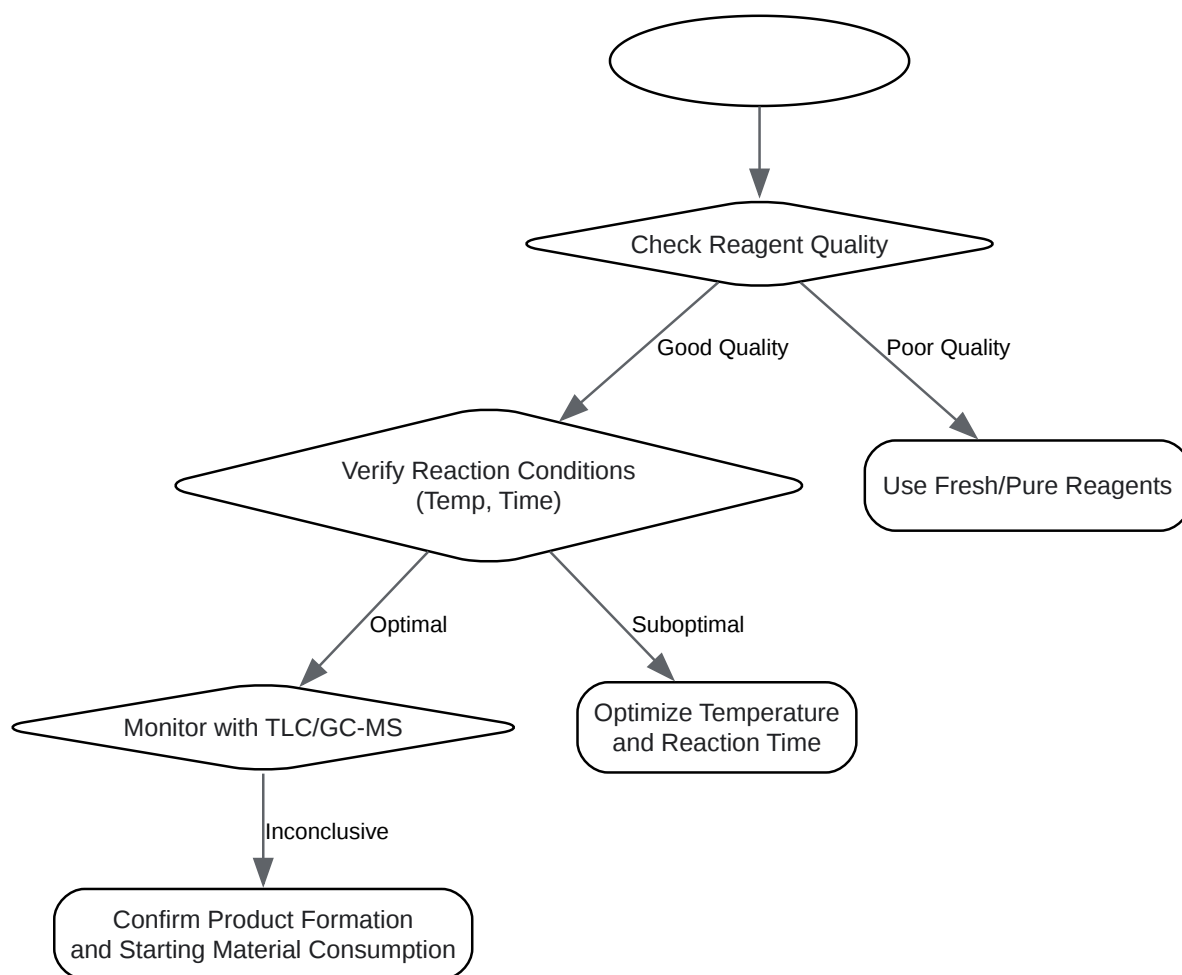 Check Reagent Quality
Good Quality
Poor Quality
Verify Reaction Conditions
(Temp, Time)
Use Fresh/Pure Reagents
Optimal
Suboptimal
Monitor with TLC/GC-MS
Optimize Temperature
and Reaction Time
Inconclusive
Confirm Product Formation
and Starting Material Consumption